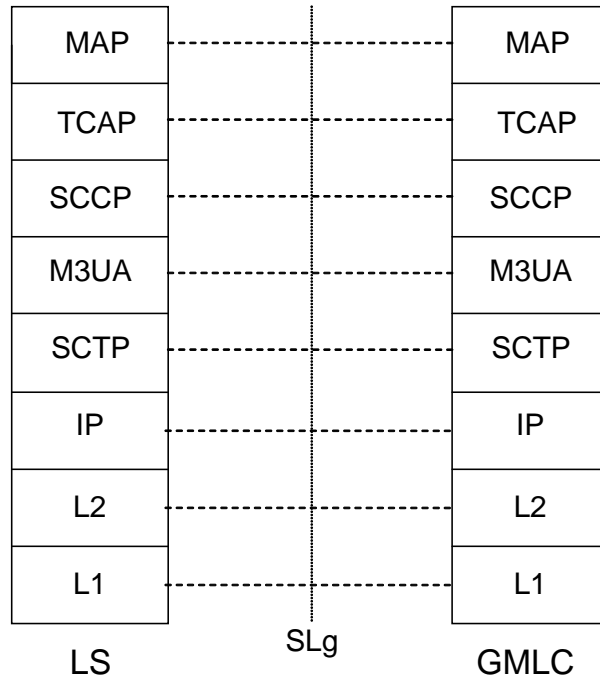 MAP MAP
TCAP TCAP
SCCP SCCP
M3UA M3UA
SCTP SCTP
IP IP
L2 L2
L1 L1
SLg
LS GMLC